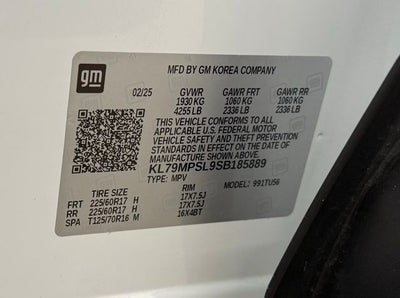 gm
MFD BY GM KOREA COMPANY
02/25 GVWR GAWR FRT GAWR RR
1930 KG 1060 KG 1060 KG
4255 LB 2336 LB 2336 LB
THIS VEHICLE CONFORMS TO ALL
APPLICABLE U.S. FEDERAL MOTOR
VEHICLE SAFETY AND THEFT PREVENTION
STANDARDS IN EFFECT ON THE DATE OF
MANUFACTURE SHOWN ABOVE.
KL79MPSL9SB185889
TYPE: MPV MODEL: 991TU56
TIRE SIZE RIM
FRT 225/60R17 H 17X7.5J
RR 225/60R17 H 17X7.5J
SPA T125/70R16 M 16X4BT